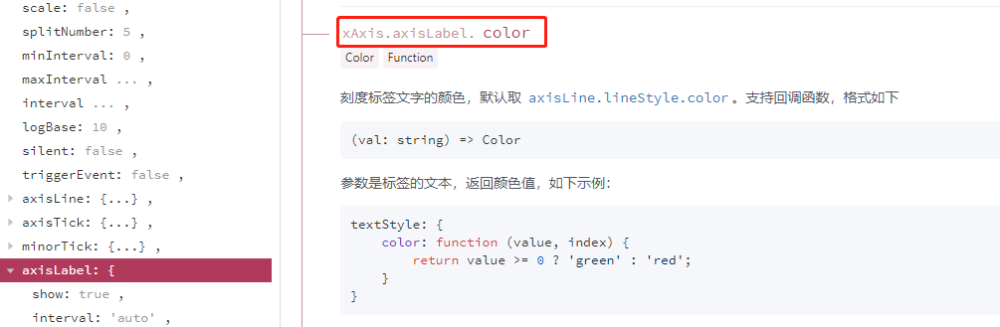 scale: false ,
splitNumber: 5 ,
minInterval: 0 ,
maxInterval ... ,
interval ... ,
logBase: 10 ,
silent: false ,
triggerEvent: false ,
axisLine: {...} ,
axisTick: {...} ,
minorTick: {...} ,
axisLabel: {
show: true ,
interval: 'auto' ,
xAxis.axisLabel. color
Color Function
刻度标签文字的颜色，默认取 axisLine.lineStyle.color。支持回调函数，格式如下
(val: string) => Color
参数是标签的文本，返回颜色值，如下示例：
textStyle: {
color: function (value, index) {
return value >= 0 ? 'green' : 'red';
}
}